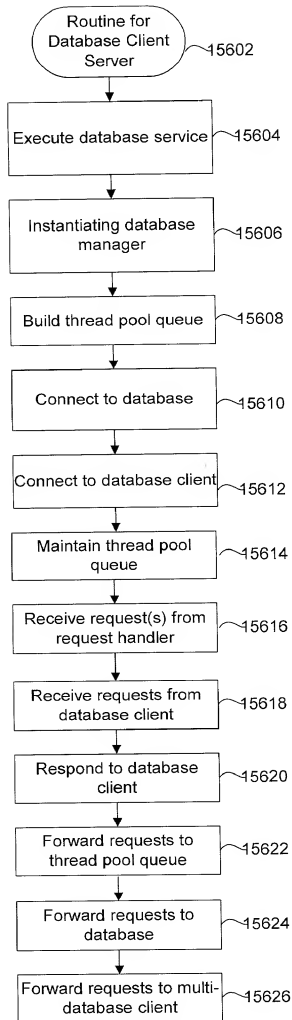 Routine for
Database Client
Server
15602
Execute database service
15604
Instantiating database
manager
15606
Build thread pool queue
15608
Connect to database
15610
Connect to database client
15612
Maintain thread pool
queue
15614
Receive request(s) from
request handler
15616
Receive requests from
database client
15618
Respond to database
client
15620
Forward requests to
thread pool queue
15622
Forward requests to
database
15624
Forward requests to multi-
database client
15626